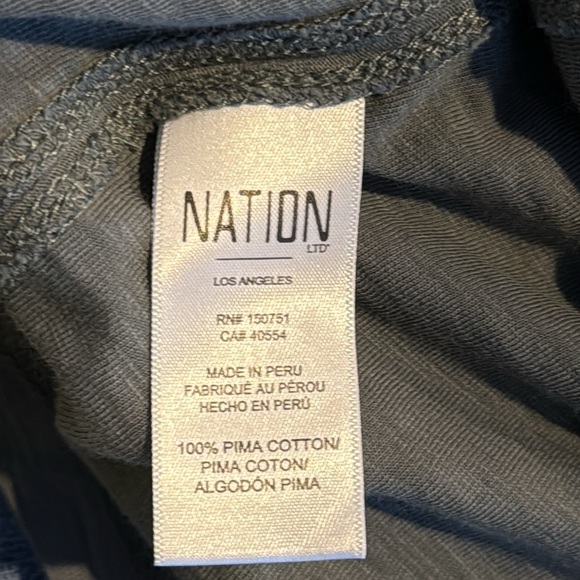 NATION
LTD
LOS ANGELES
RN# 150751
CA# 40554
MADE IN PERU
FABRIQUÉ AU PÉROU
HECHO EN PERÚ
100% PIMA COTTON/
PIMA COTON/
ALGODÓN PIMA